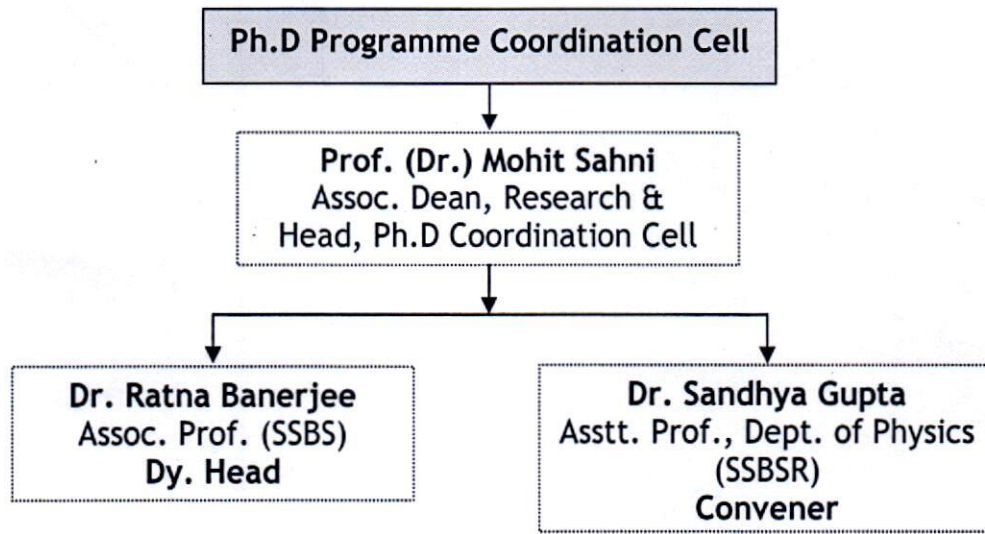 Ph.D Programme Coordination Cell
Prof. (Dr.) Mohit Sahni
Assoc. Dean, Research &
Head, Ph.D Coordination Cell
Dr. Ratna Banerjee
Assoc. Prof. (SSBS)
Dy. Head
Dr. Sandhya Gupta
Asstt. Prof., Dept. of Physics
(SSBSR)
Convener